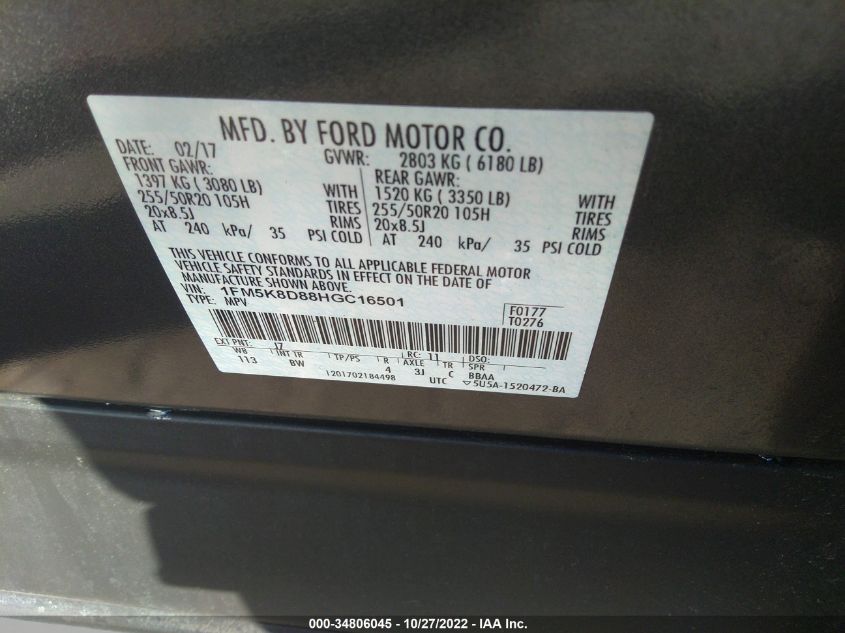 MFD. BY FORD MOTOR CO.
DATE: 02/17 GVWR: 2803 KG ( 6180 LB)
FRONT GAWR: REAR GAWR:
1397 KG ( 3080 LB) WITH 1520 KG ( 3350 LB) WITH
255/50R20 105H TIRES 255/50R20 105H TIRES
20x8.5J RIMS 20x8.5J RIMS
AT 240 kPa/ 35 PSI COLD AT 240 kPa/ 35 PSI COLD
THIS VEHICLE CONFORMS TO ALL APPLICABLE FEDERAL MOTOR
VEHICLE SAFETY STANDARDS IN EFFECT ON THE DATE OF
MANUFACTURE SHOWN ABOVE.
VIN: 1FM5K8D88HGC16501
TYPE: MPV
F0177
T0276
EXT PNT: J7 RC: 11 DSO:
WB INT TR TP/PS R AXLE TR SPR
113 BW 4 3J C BBAA
1201702184498 UTC ▽5U5A-1520472-BA
000-34806045 - 10/27/2022 - IAA Inc.